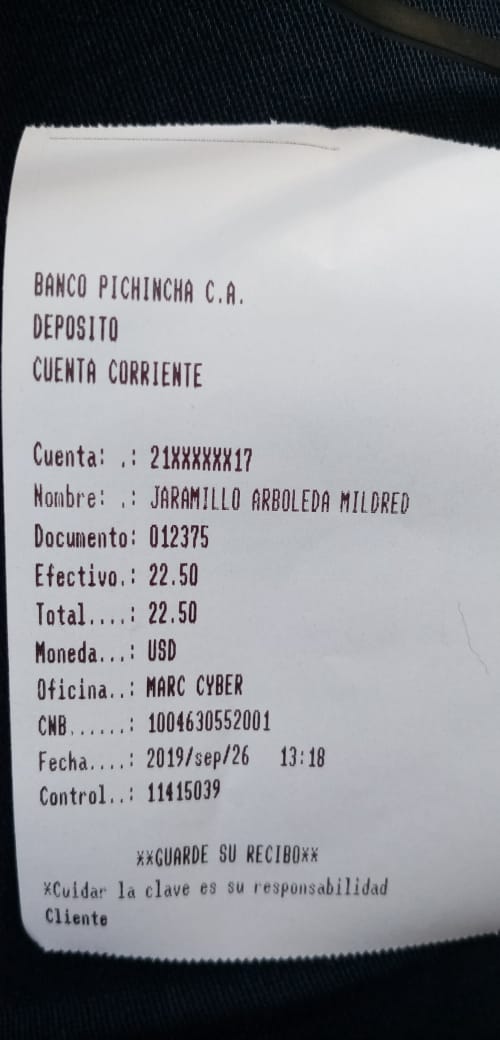 BANCO PICHINCHA C.A.
DEPOSITO
CUENTA CORRIENTE
Cuenta: .: 21XXXXXX17
Nombre: .: JARAMILLO ARBOLEDA MILDRED
Documento: 012375
Efectivo.: 22.50
Total....: 22.50
Moneda...: USD
Oficina..: MARC CYBER
CNB......: 1004630552001
Fecha....: 2019/sep/26 13:18
Control..: 11415039
**GUARDE SU RECIBO**
*Cuidar la clave es su responsabilidad
Cliente